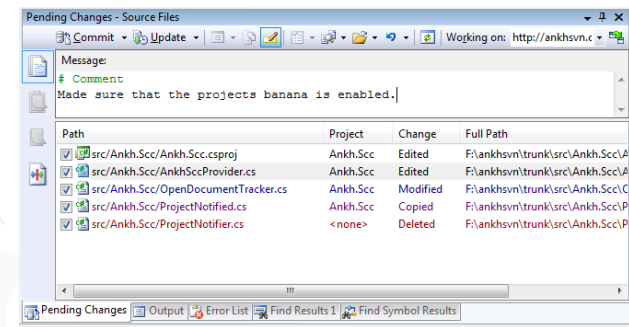 Pending Changes - Source Files
Commit Update Working on: http://ankhsvn.c
Message:
# Comment
Made sure that the projects banana is enabled.
Path Project Change Full Path
src/Ankh.Scc/Ankh.Scc.csproj Ankh.Scc Edited F:\ankhsvn\trunk\src\Ankh.Scc\A
src/Ankh.Scc/AnkhSccProvider.cs Ankh.Scc Edited F:\ankhsvn\trunk\src\Ankh.Scc\A
src/Ankh.Scc/OpenDocumentTracker.cs Ankh.Scc Modified F:\ankhsvn\trunk\src\Ankh.Scc\C
src/Ankh.Scc/ProjectNotified.cs Ankh.Scc Copied F:\ankhsvn\trunk\src\Ankh.Scc\P
src/Ankh.Scc/ProjectNotifier.cs <none> Deleted F:\ankhsvn\trunk\src\Ankh.Scc\P
Pending Changes Output Error List Find Results 1 Find Symbol Results